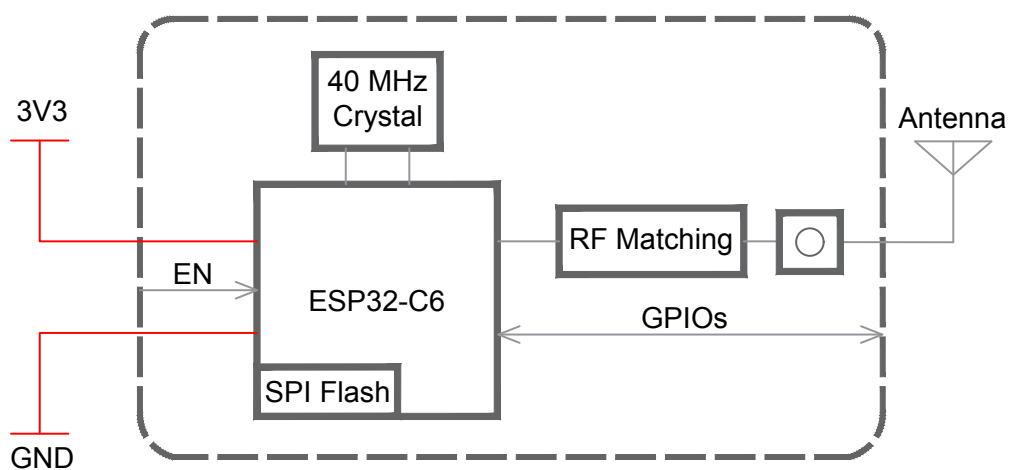 40 MHz
Crystal
3V3
Antenna
RF Matching
EN
ESP32-C6
GPIOs
SPI Flash
GND